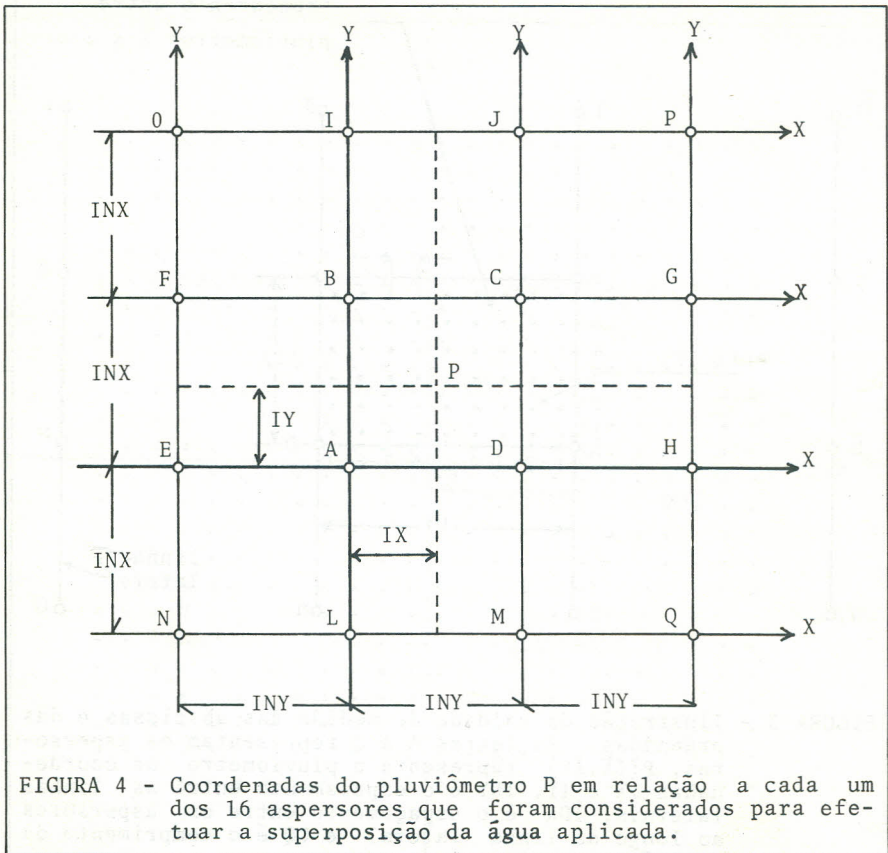 Y Y Y Y
O I J P X
INX
F B C G X
INX
P
IY
E A D H X
IX
INX
N L M Q X
INY INY INY
FIGURA 4 - Coordenadas do pluviômetro P em relação a cada um
dos 16 aspersores que foram considerados para efe-
tuar a superposição da água aplicada.